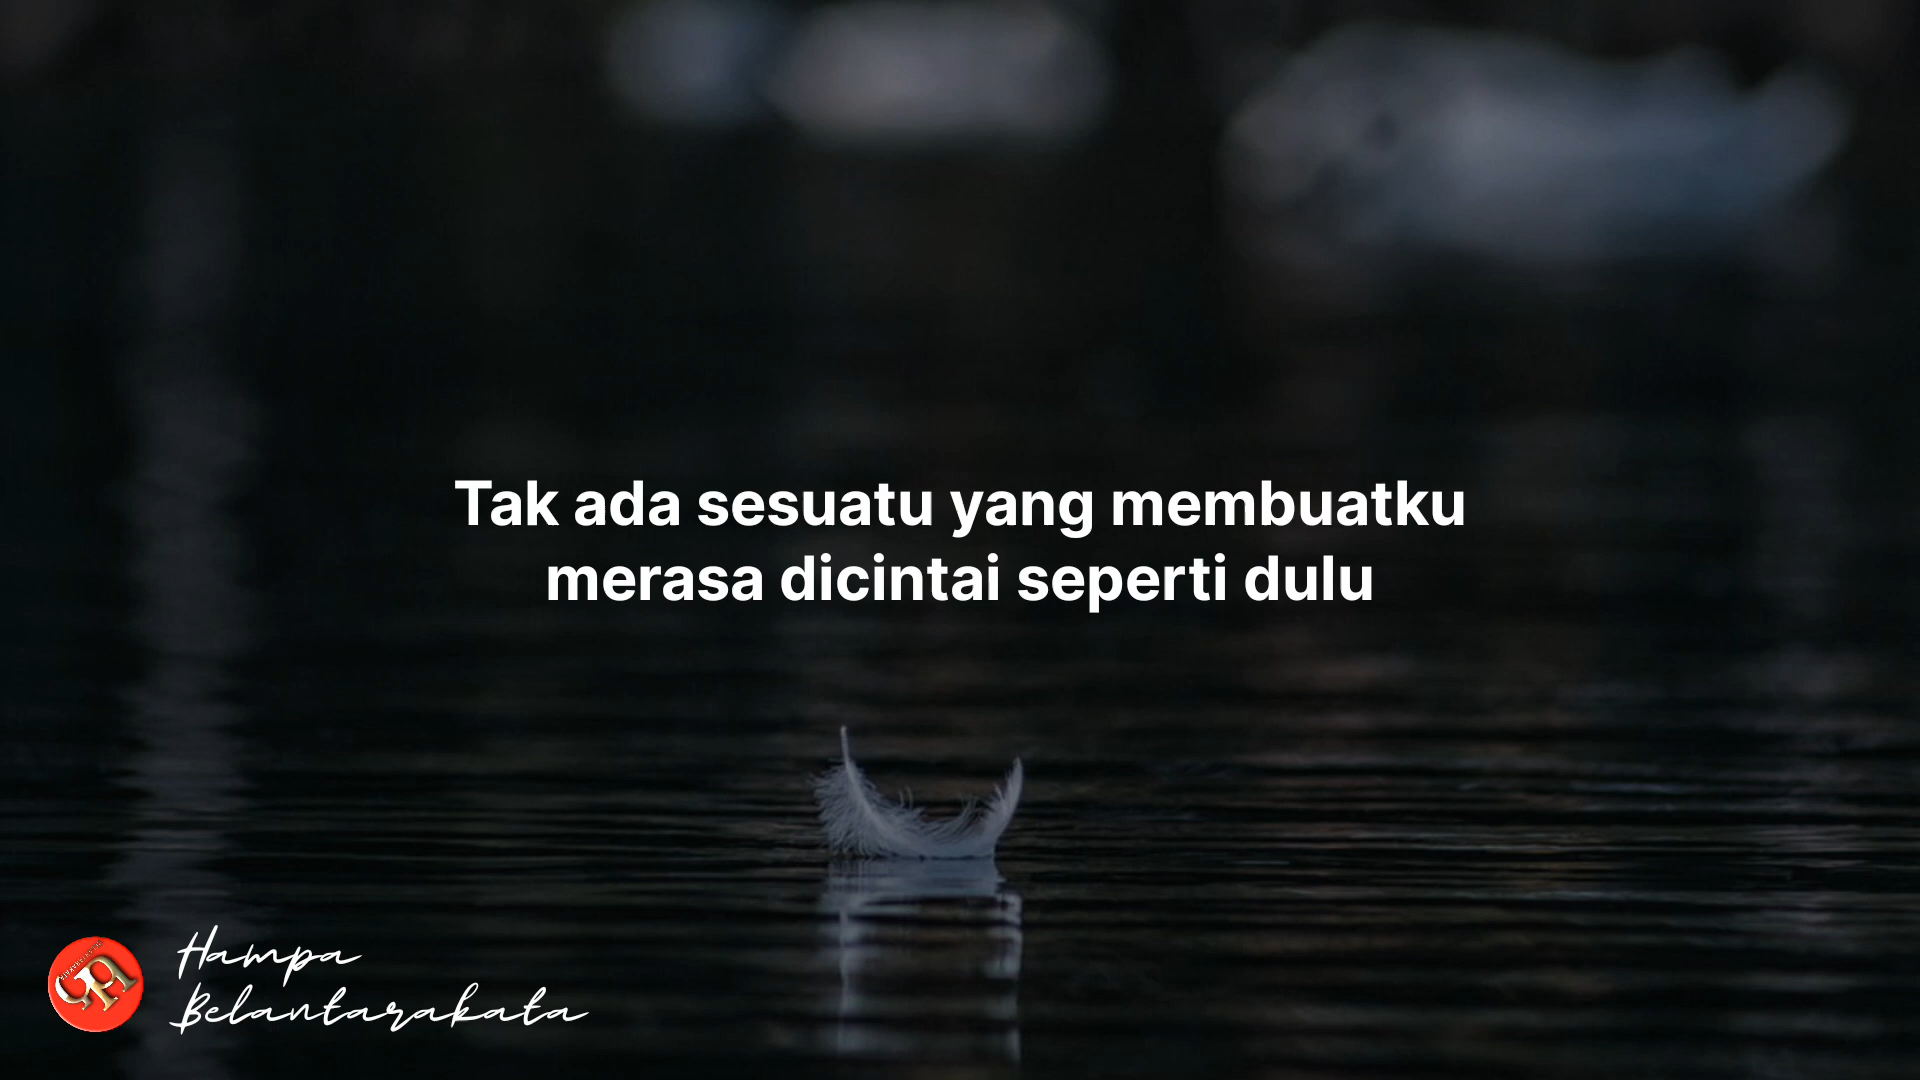 Tak ada sesuatu yang membuatku
merasa dicintai seperti dulu
Hampa
Belantarakata